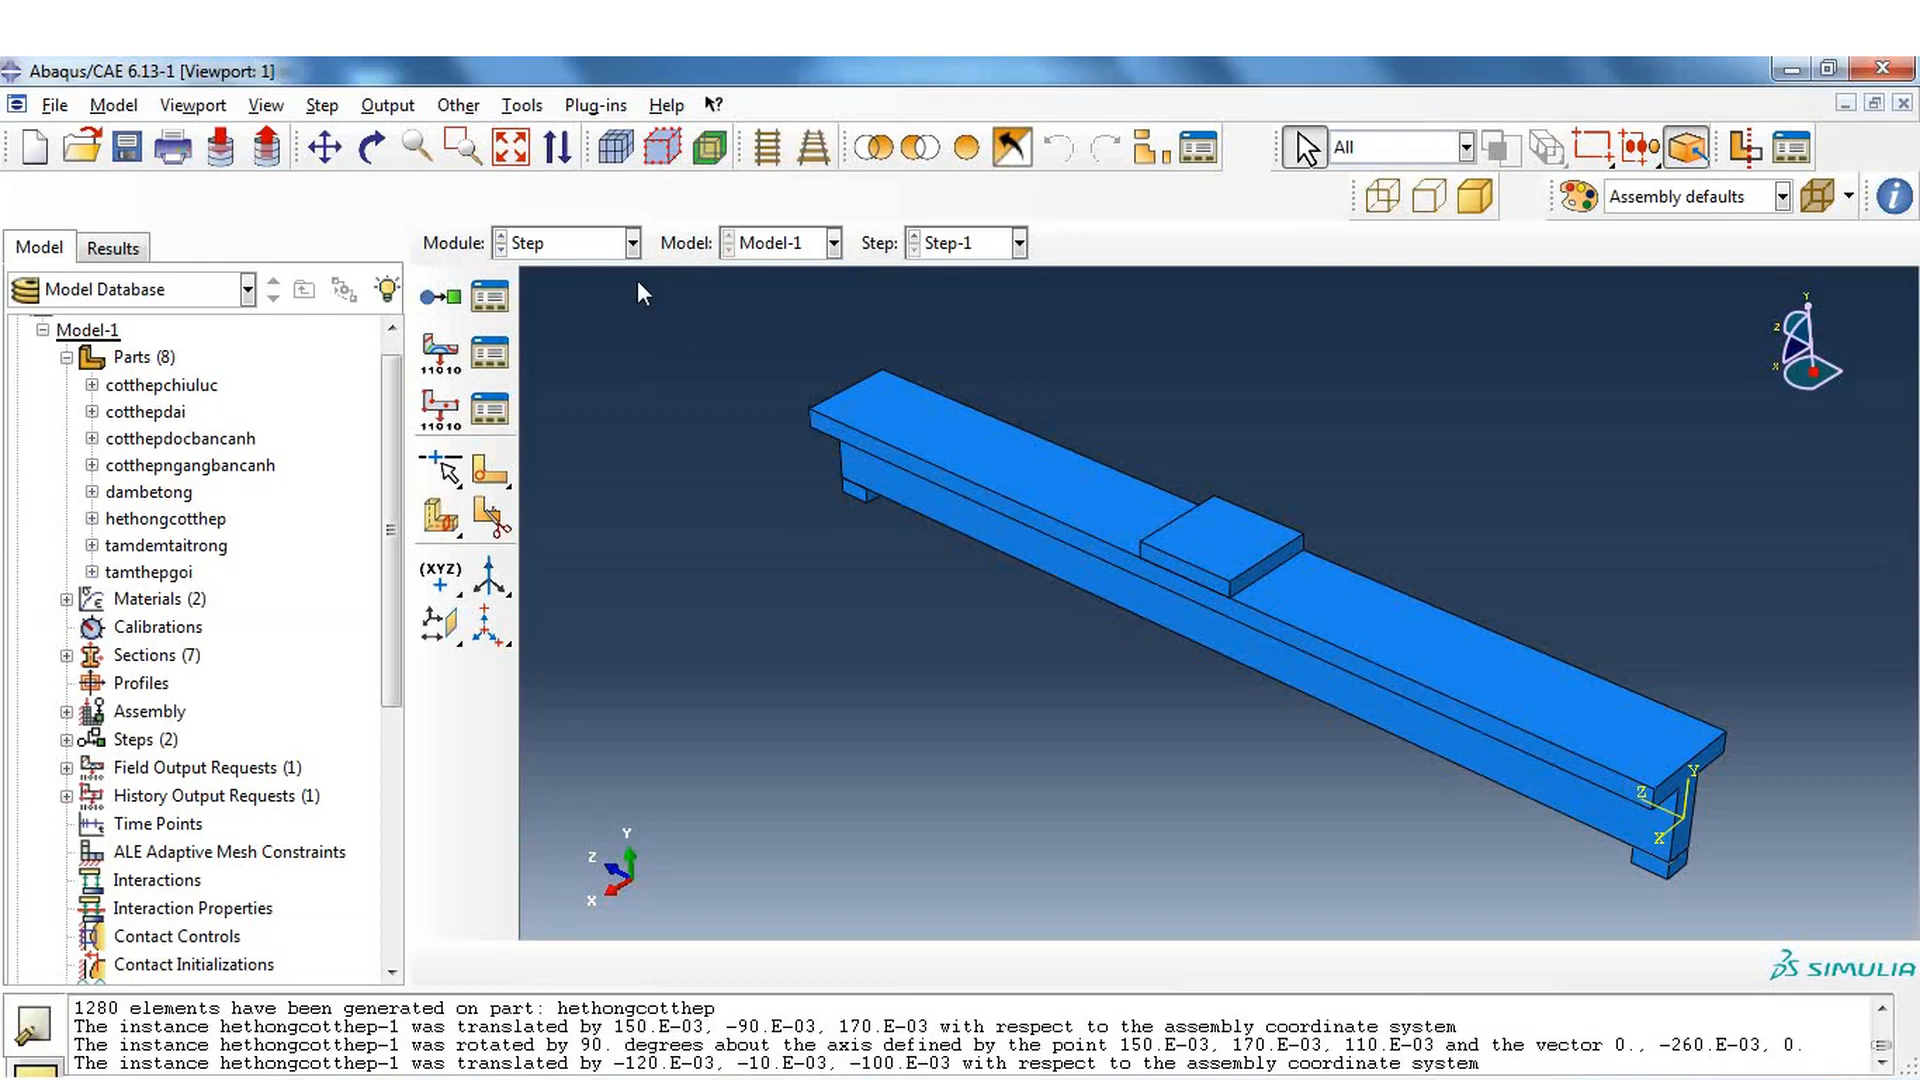 Abaqus/CAE 6.13-1 [Viewport: 1]
File Model Viewport View Step Output Other Tools Plug-ins Help
All
Assembly defaults
Model Results
Module: Step Model: Model-1 Step: Step-1
Model Database
Model-1
Parts (8)
cotthepchiuluc
cotthepdai
cotthepdocbancanh
cotthepngangbancanh
dambetong
hethongcotthep
tamdemtaitrong
tamthepgoi
Materials (2)
Calibrations
Sections (7)
Profiles
Assembly
Steps (2)
Field Output Requests (1)
History Output Requests (1)
Time Points
ALE Adaptive Mesh Constraints
Interactions
Interaction Properties
Contact Controls
Contact Initializations
11010
11010
(XYZ)
Y
Z
X
Y
Z
X
Y
Z
X
SIMULIA
1280 elements have been generated on part: hethongcotthep
The instance hethongcotthep-1 was translated by 150.E-03, -90.E-03, 170.E-03 with respect to the assembly coordinate system
The instance hethongcotthep-1 was rotated by 90. degrees about the axis defined by the point 150.E-03, 170.E-03, 110.E-03 and the vector 0., -260.E-03, 0.
The instance hethongcotthep-1 was translated by -120.E-03, -10.E-03, -100.E-03 with respect to the assembly coordinate system